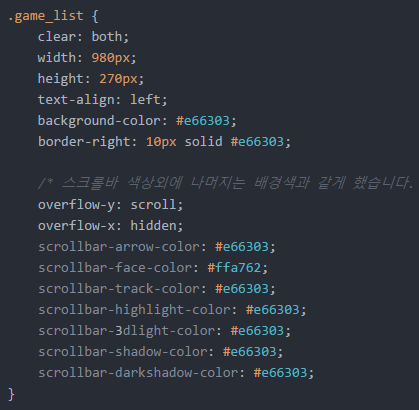 .game_list {
    clear: both;
    width: 980px;
    height: 270px;
    text-align: left;
    background-color: #e66303;
    border-right: 10px solid #e66303;

    /* 스크롤바 색상외에 나머지는 배경색과 같게 했습니다.
    overflow-y: scroll;
    overflow-x: hidden;
    scrollbar-arrow-color: #e66303;
    scrollbar-face-color: #ffa762;
    scrollbar-track-color: #e66303;
    scrollbar-highlight-color: #e66303;
    scrollbar-3dlight-color: #e66303;
    scrollbar-shadow-color: #e66303;
    scrollbar-darkshadow-color: #e66303;
}